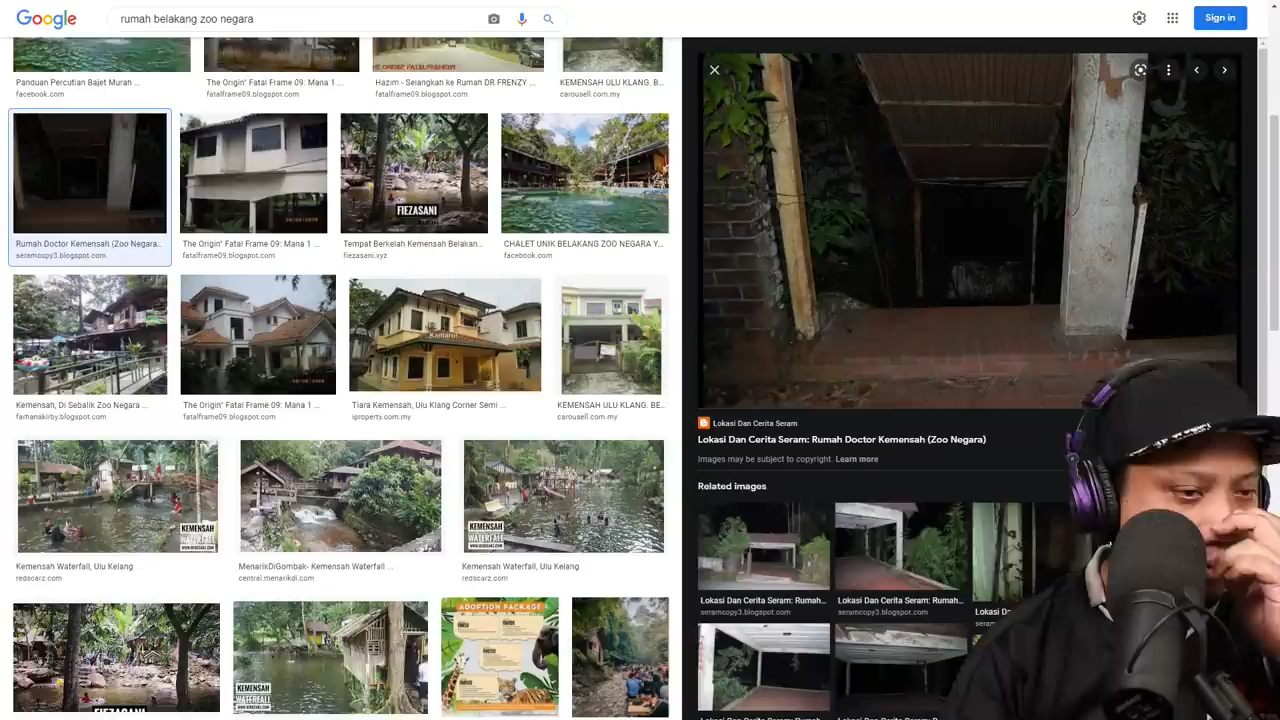 Google
rumah belakang zoo negara
Sign in
Panduan Percutian Bajet Murah ...
facebook.com
The Origin' Fatal Frame 09: Mana 1 ...
fatalframe09.blogspot.com
Hazim - Selangkah ke Rumah DR.FRENZY ...
fatalframe09.blogspot.com
KEMENSAH ULU KLANG. B...
carousell.com.my
Rumah Doctor Kemensah (Zoo Negara...
seramcopy3.blogspot.com
The Origin' Fatal Frame 09: Mana 1 ...
fatalframe09.blogspot.com
FIEZASANI
Tempat Berkelah Kemensah Belakan...
fiezasani.xyz
CHALET UNIK BELAKANG ZOO NEGARA Y...
facebook.com
Kemensah, Di Sebalik Zoo Negara ...
farhanakirby.blogspot.com
The Origin' Fatal Frame 09: Mana 1 ...
fatalframe09.blogspot.com
Kamarul
Tiara Kemensah, Ulu Klang Corner Semi ...
iproperty.com.my
KEMENSAH ULU KLANG. BE...
carousell.com.my
KEMENSAH
WATERFALL
Kemensah Waterfall, Ulu Kelang
redscarz.com
MenarikDiGombak- Kemensah Waterfall ...
central.menarikdi.com
KEMENSAH
WATERFALL
Kemensah Waterfall, Ulu Kelang
redscarz.com
FIEZASANI
KEMENSAH
WATERFALL
ADOPTION PACKAGE
Lokasi Dan Cerita Seram
Lokasi Dan Cerita Seram: Rumah Doctor Kemensah (Zoo Negara)
Images may be subject to copyright. Learn more
Related images
Lokasi Dan Cerita Seram: Rumah...
seramcopy3.blogspot.com
Lokasi Dan Cerita Seram: Rumah...
seramcopy3.blogspot.com
Lokasi D